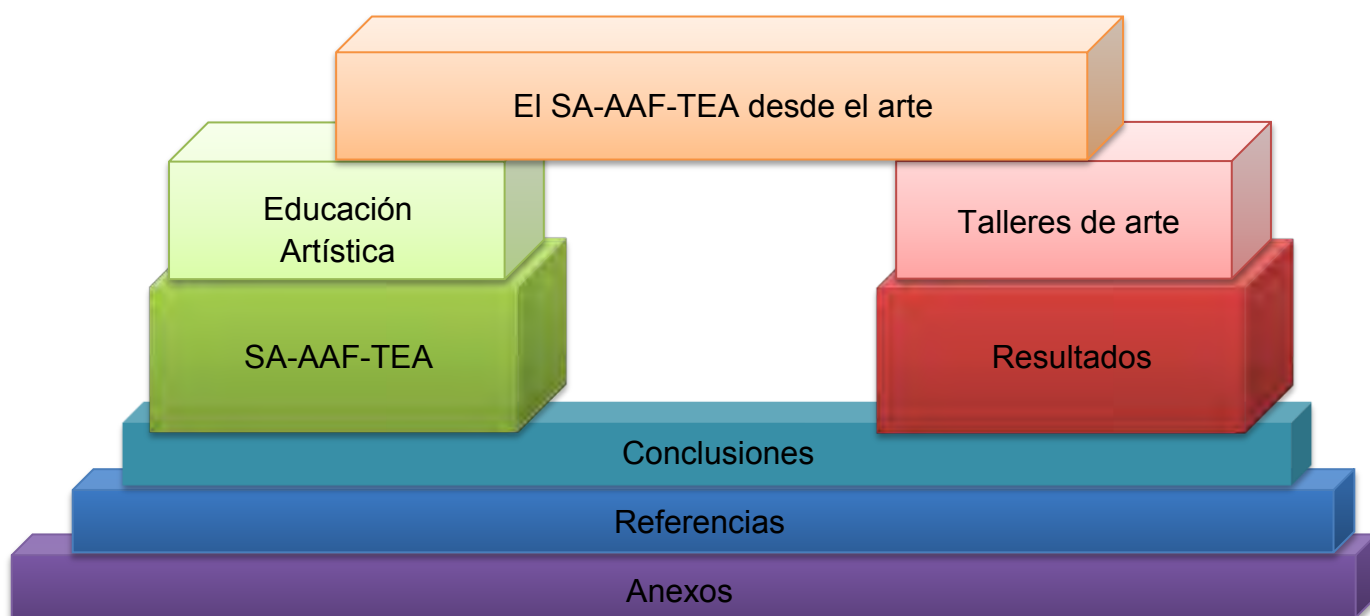 El SA-AAF-TEA desde el arte
Educación
Artística
Talleres de arte
SA-AAF-TEA
Resultados
Conclusiones
Referencias
Anexos